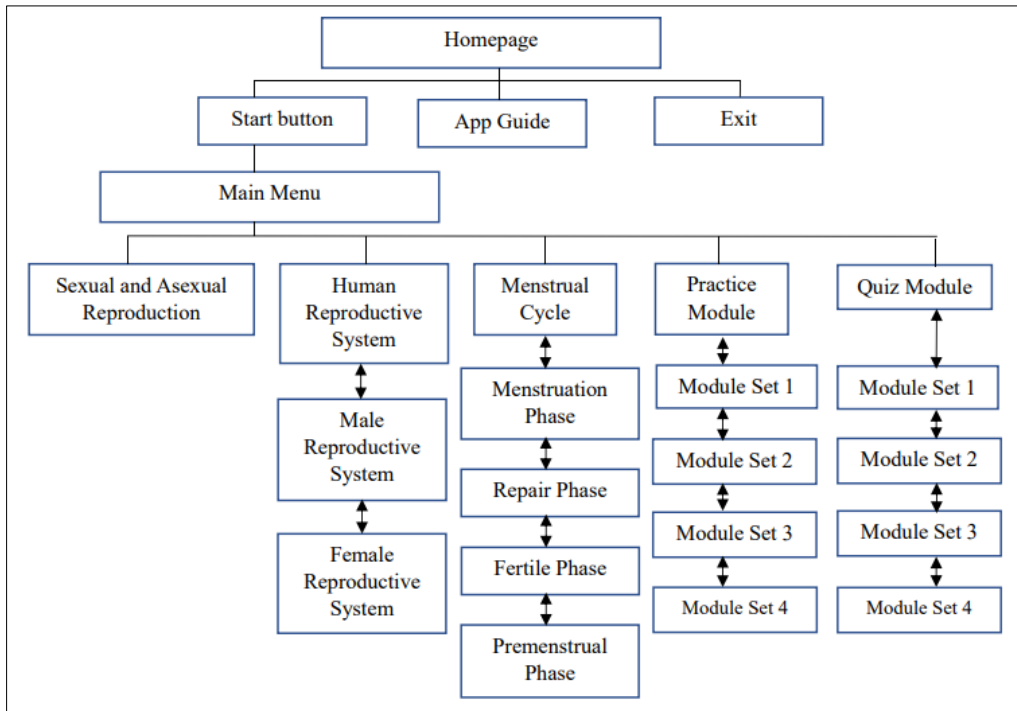 Homepage
Start button
App Guide
Exit
Main Menu
Sexual and Asexual
Reproduction
Human
Reproductive
System
Male
Reproductive
System
Female
Reproductive
System
Menstrual
Cycle
Menstruation
Phase
Repair Phase
Fertile Phase
Premenstrual
Phase
Practice
Module
Module Set 1
Module Set 2
Module Set 3
Module Set 4
Quiz Module
Module Set 1
Module Set 2
Module Set 3
Module Set 4